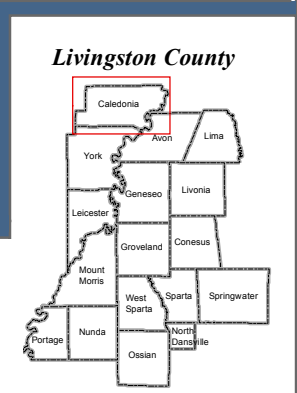 Livingston County
Caledonia
Avon
Lima
York
Geneseo
Livonia
Leicester
Groveland
Conesus
Mount
Morris
West
Sparta
Sparta
Springwater
Portage
Nunda
North
Dansville
Ossian